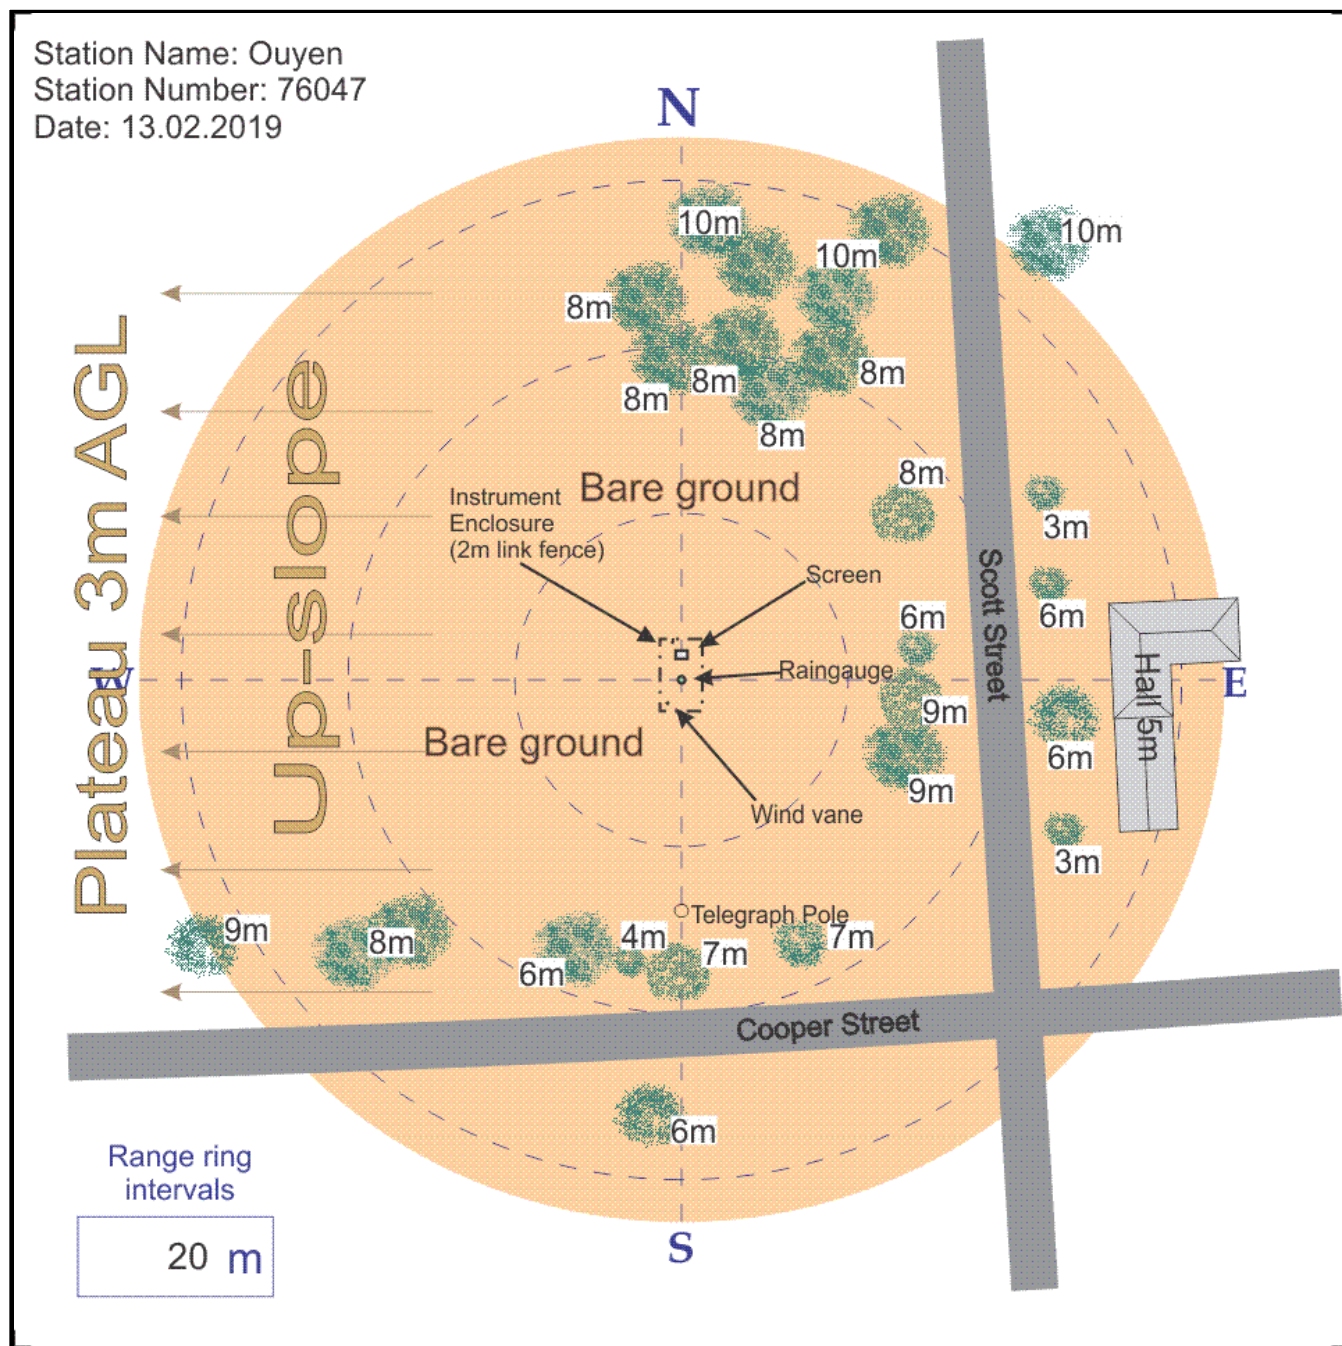 Station Name: Ouyen
Station Number: 76047
Date: 13.02.2019
N
10m
10m
10m
8m
8m
8m
8m
8m
8m
Bare ground
Instrument
Enclosure
(2m link fence)
Screen
3m
6m
6m
Scott Street
Raingauge
W
E
9m
Hall 5m
Bare ground
6m
9m
Wind vane
3m
Plateau 3m AGL
Up-slope
Telegraph Pole
9m
8m
6m
4m
7m
7m
Cooper Street
6m
Range ring
intervals
20 m
S